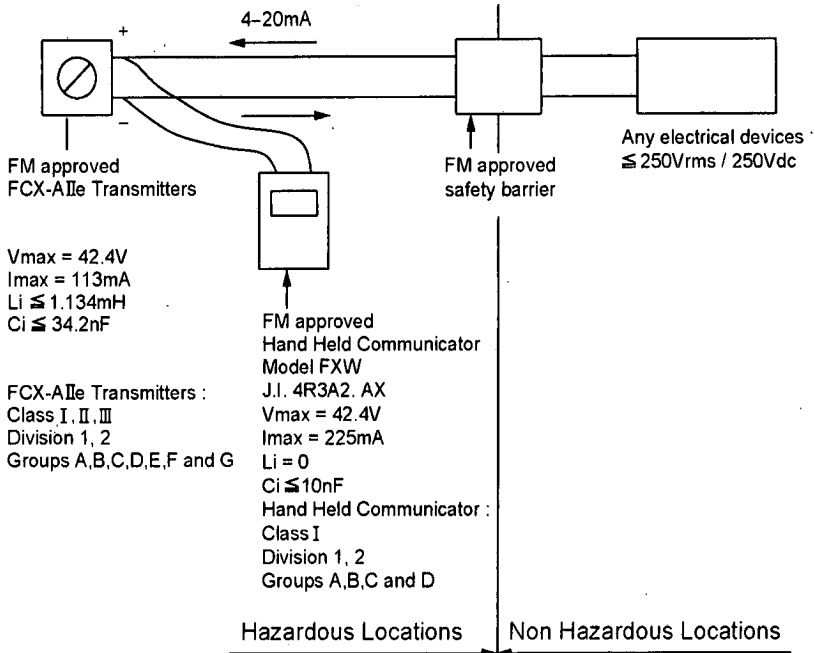 4–20mA
+
−
FM approved
FCX-AⅡe Transmitters
Vmax = 42.4V
Imax = 113mA
Li ≦ 1.134mH
Ci ≦ 34.2nF
FCX-AⅡe Transmitters :
Class Ⅰ, Ⅱ, Ⅲ
Division 1, 2
Groups A,B,C,D,E,F and G
FM approved
Hand Held Communicator
Model FXW
J.I. 4R3A2. AX
Vmax = 42.4V
Imax = 225mA
Li = 0
Ci ≦10nF
Hand Held Communicator :
Class Ⅰ
Division 1, 2
Groups A,B,C and D
FM approved
safety barrier
Any electrical devices
≦ 250Vrms / 250Vdc
Hazardous Locations
Non Hazardous Locations